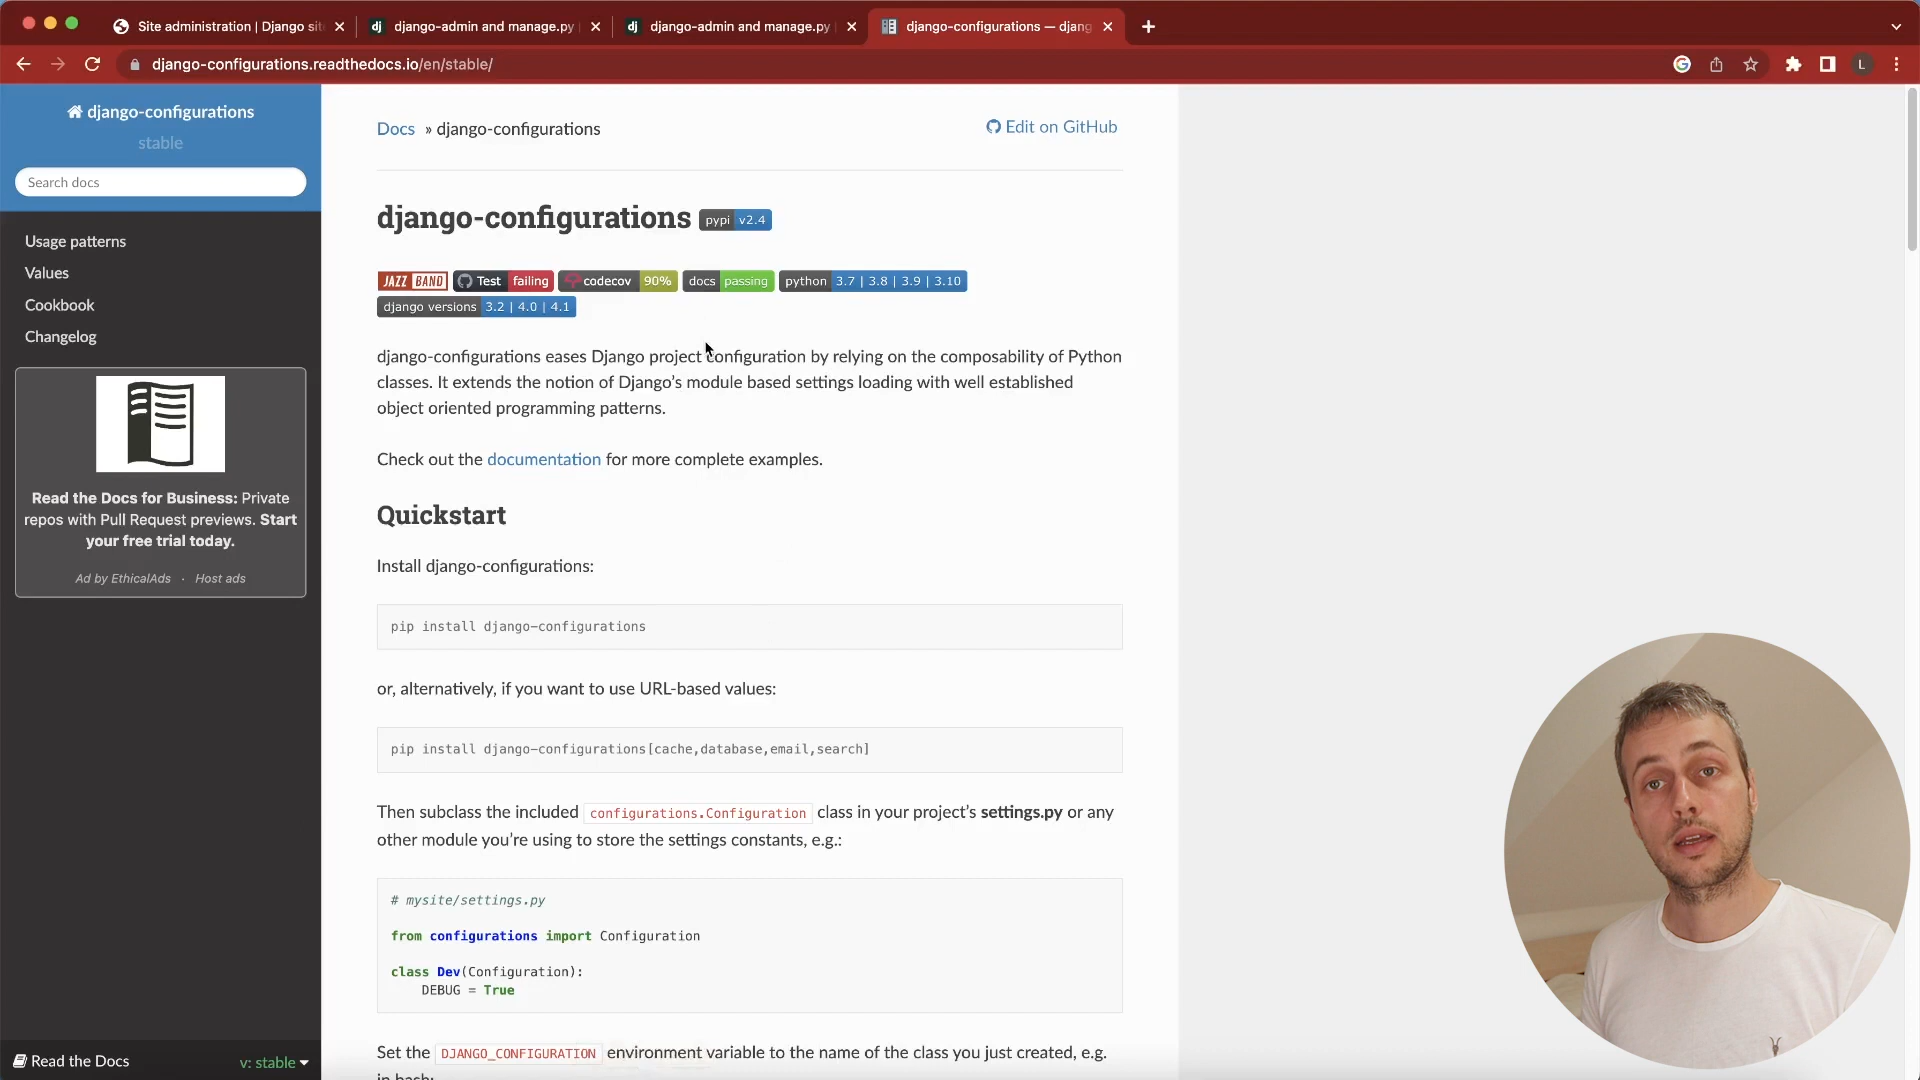 Site administration | Django sit
django-admin and manage.py
django-admin and manage.py
django-configurations — djang
django-configurations.readthedocs.io/en/stable/
L
django-configurations
stable
Search docs
Usage patterns
Values
Cookbook
Changelog
Read the Docs for Business: Private
repos with Pull Request previews. Start
your free trial today.
Ad by EthicalAds · Host ads
Read the Docs
v: stable
Docs » django-configurations
Edit on GitHub
django-configurations pypi v2.4
JAZZ BAND Test failing codecov 90% docs passing python 3.7 | 3.8 | 3.9 | 3.10
django versions 3.2 | 4.0 | 4.1
django-configurations eases Django project configuration by relying on the composability of Python
classes. It extends the notion of Django’s module based settings loading with well established
object oriented programming patterns.
Check out the documentation for more complete examples.
Quickstart
Install django-configurations:
pip install django-configurations
or, alternatively, if you want to use URL-based values:
pip install django-configurations[cache,database,email,search]
Then subclass the included configurations.Configuration class in your project’s settings.py or any
other module you’re using to store the settings constants, e.g.:
# mysite/settings.py
from configurations import Configuration
class Dev(Configuration):
DEBUG = True
Set the DJANGO_CONFIGURATION environment variable to the name of the class you just created, e.g.
in bash: